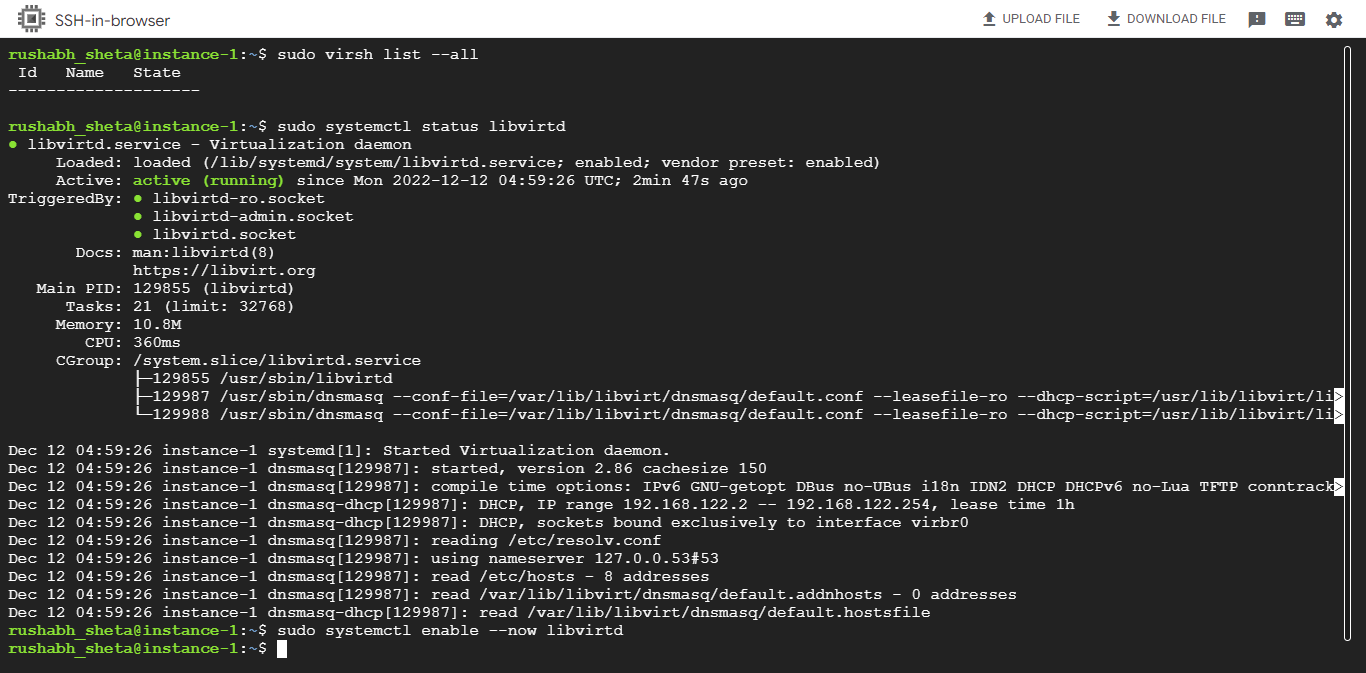 SSH-in-browser
UPLOAD FILE
DOWNLOAD FILE
rushabh_sheta@instance-1:~$ sudo virsh list --all
 Id   Name   State
--------------------
rushabh_sheta@instance-1:~$ sudo systemctl status libvirtd
● libvirtd.service - Virtualization daemon
     Loaded: loaded (/lib/systemd/system/libvirtd.service; enabled; vendor preset: enabled)
     Active: active (running) since Mon 2022-12-12 04:59:26 UTC; 2min 47s ago
TriggeredBy: ● libvirtd-ro.socket
             ● libvirtd-admin.socket
             ● libvirtd.socket
       Docs: man:libvirtd(8)
             https://libvirt.org
   Main PID: 129855 (libvirtd)
      Tasks: 21 (limit: 32768)
     Memory: 10.8M
        CPU: 360ms
     CGroup: /system.slice/libvirtd.service
             ├─129855 /usr/sbin/libvirtd
             ├─129987 /usr/sbin/dnsmasq --conf-file=/var/lib/libvirt/dnsmasq/default.conf --leasefile-ro --dhcp-script=/usr/lib/libvirt/li>
             └─129988 /usr/sbin/dnsmasq --conf-file=/var/lib/libvirt/dnsmasq/default.conf --leasefile-ro --dhcp-script=/usr/lib/libvirt/li>
Dec 12 04:59:26 instance-1 systemd[1]: Started Virtualization daemon.
Dec 12 04:59:26 instance-1 dnsmasq[129987]: started, version 2.86 cachesize 150
Dec 12 04:59:26 instance-1 dnsmasq[129987]: compile time options: IPv6 GNU-getopt DBus no-UBus i18n IDN2 DHCP DHCPv6 no-Lua TFTP conntrack>
Dec 12 04:59:26 instance-1 dnsmasq-dhcp[129987]: DHCP, IP range 192.168.122.2 -- 192.168.122.254, lease time 1h
Dec 12 04:59:26 instance-1 dnsmasq-dhcp[129987]: DHCP, sockets bound exclusively to interface virbr0
Dec 12 04:59:26 instance-1 dnsmasq[129987]: reading /etc/resolv.conf
Dec 12 04:59:26 instance-1 dnsmasq[129987]: using nameserver 127.0.0.53#53
Dec 12 04:59:26 instance-1 dnsmasq[129987]: read /etc/hosts - 8 addresses
Dec 12 04:59:26 instance-1 dnsmasq[129987]: read /var/lib/libvirt/dnsmasq/default.addnhosts - 0 addresses
Dec 12 04:59:26 instance-1 dnsmasq-dhcp[129987]: read /var/lib/libvirt/dnsmasq/default.hostsfile
rushabh_sheta@instance-1:~$ sudo systemctl enable --now libvirtd
rushabh_sheta@instance-1:~$